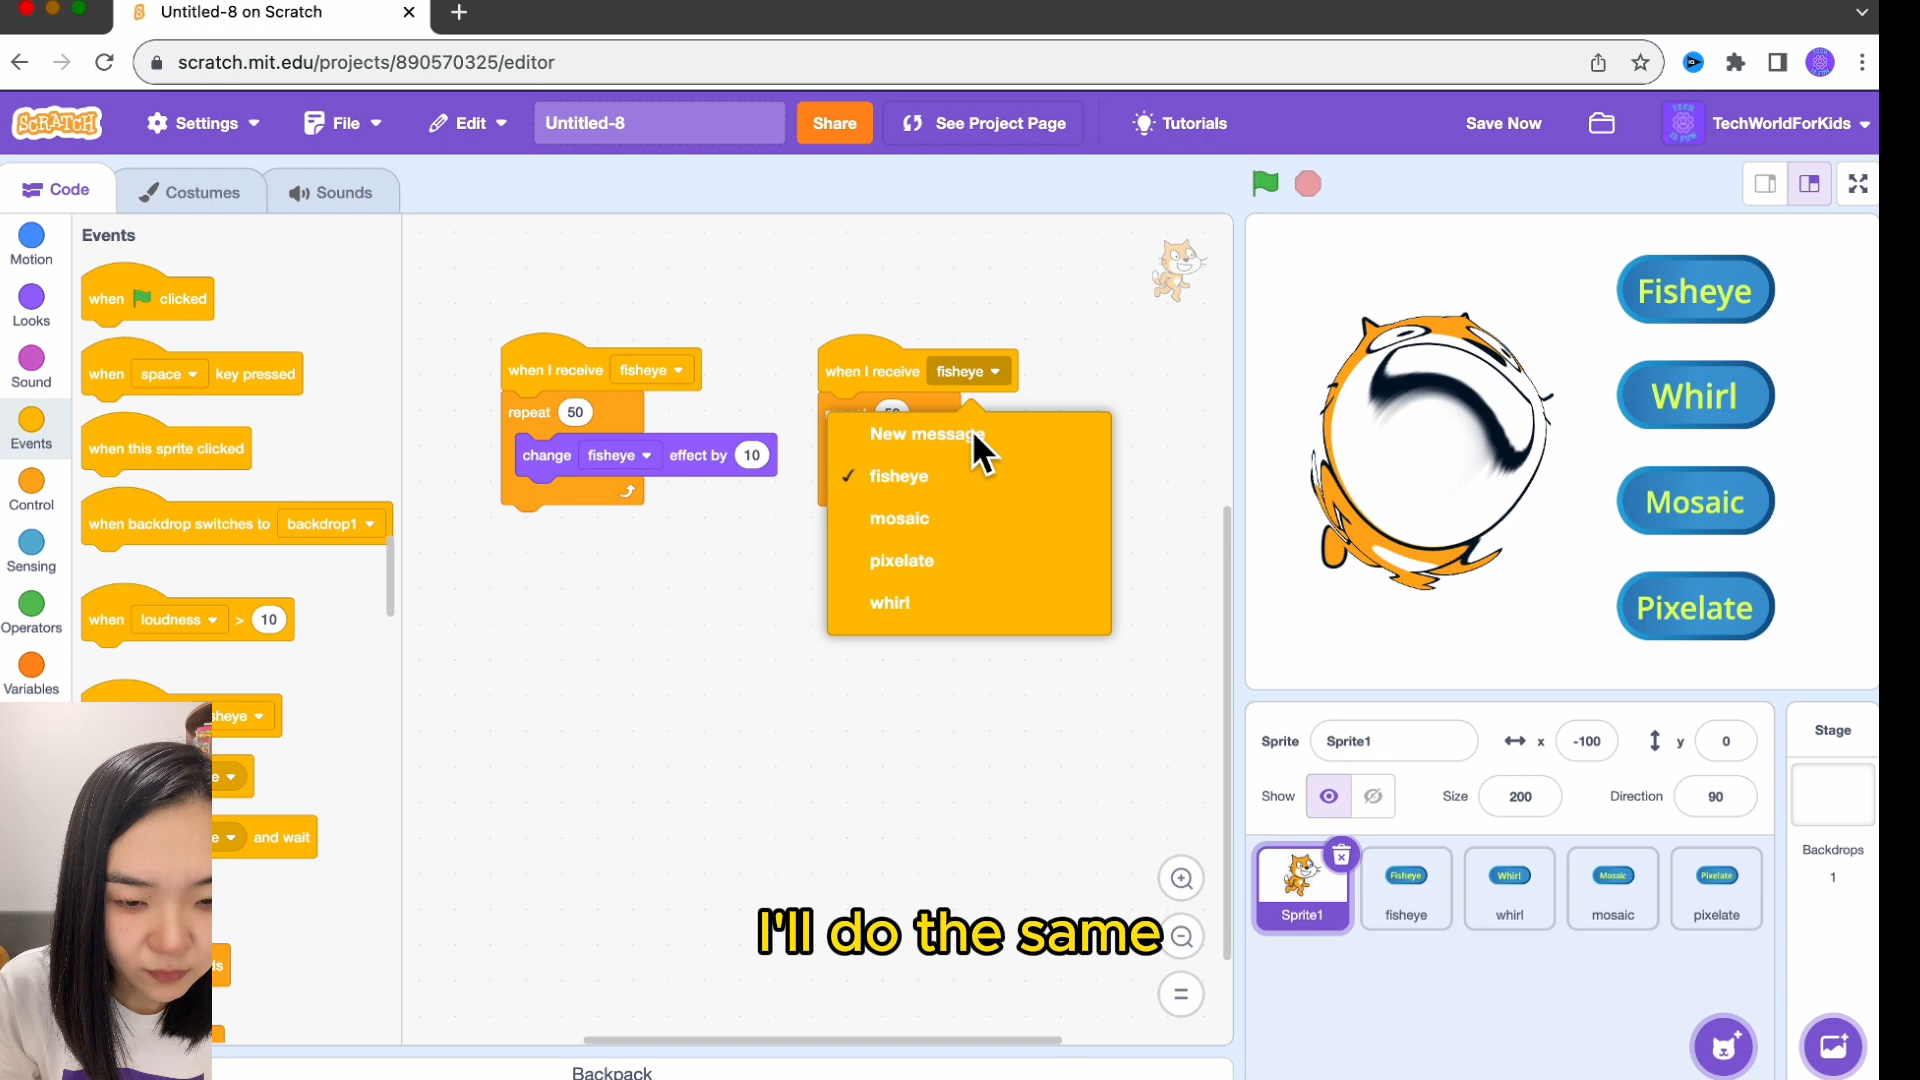 Untitled-8 on Scratch
scratch.mit.edu/projects/890570325/editor
SCRATCH
Settings
File
Edit
Untitled-8
Share
See Project Page
Tutorials
Save Now
TechWorldForKids
Code
Costumes
Sounds
Motion
Looks
Sound
Events
Control
Sensing
Operators
Variables
Events
when clicked
when space key pressed
when this sprite clicked
when backdrop switches to backdrop1
when loudness > 10
heye
e
e and wait
ds
when I receive fisheye
repeat 50
change fisheye effect by 10
when I receive fisheye
New message
fisheye
mosaic
pixelate
whirl
I'll do the same
Backpack
Fisheye
Whirl
Mosaic
Pixelate
Sprite Sprite1 x -100 y 0
Show Size 200 Direction 90
Fisheye
Whirl
Mosaic
Pixelate
Sprite1
fisheye
whirl
mosaic
pixelate
Stage
Backdrops
1